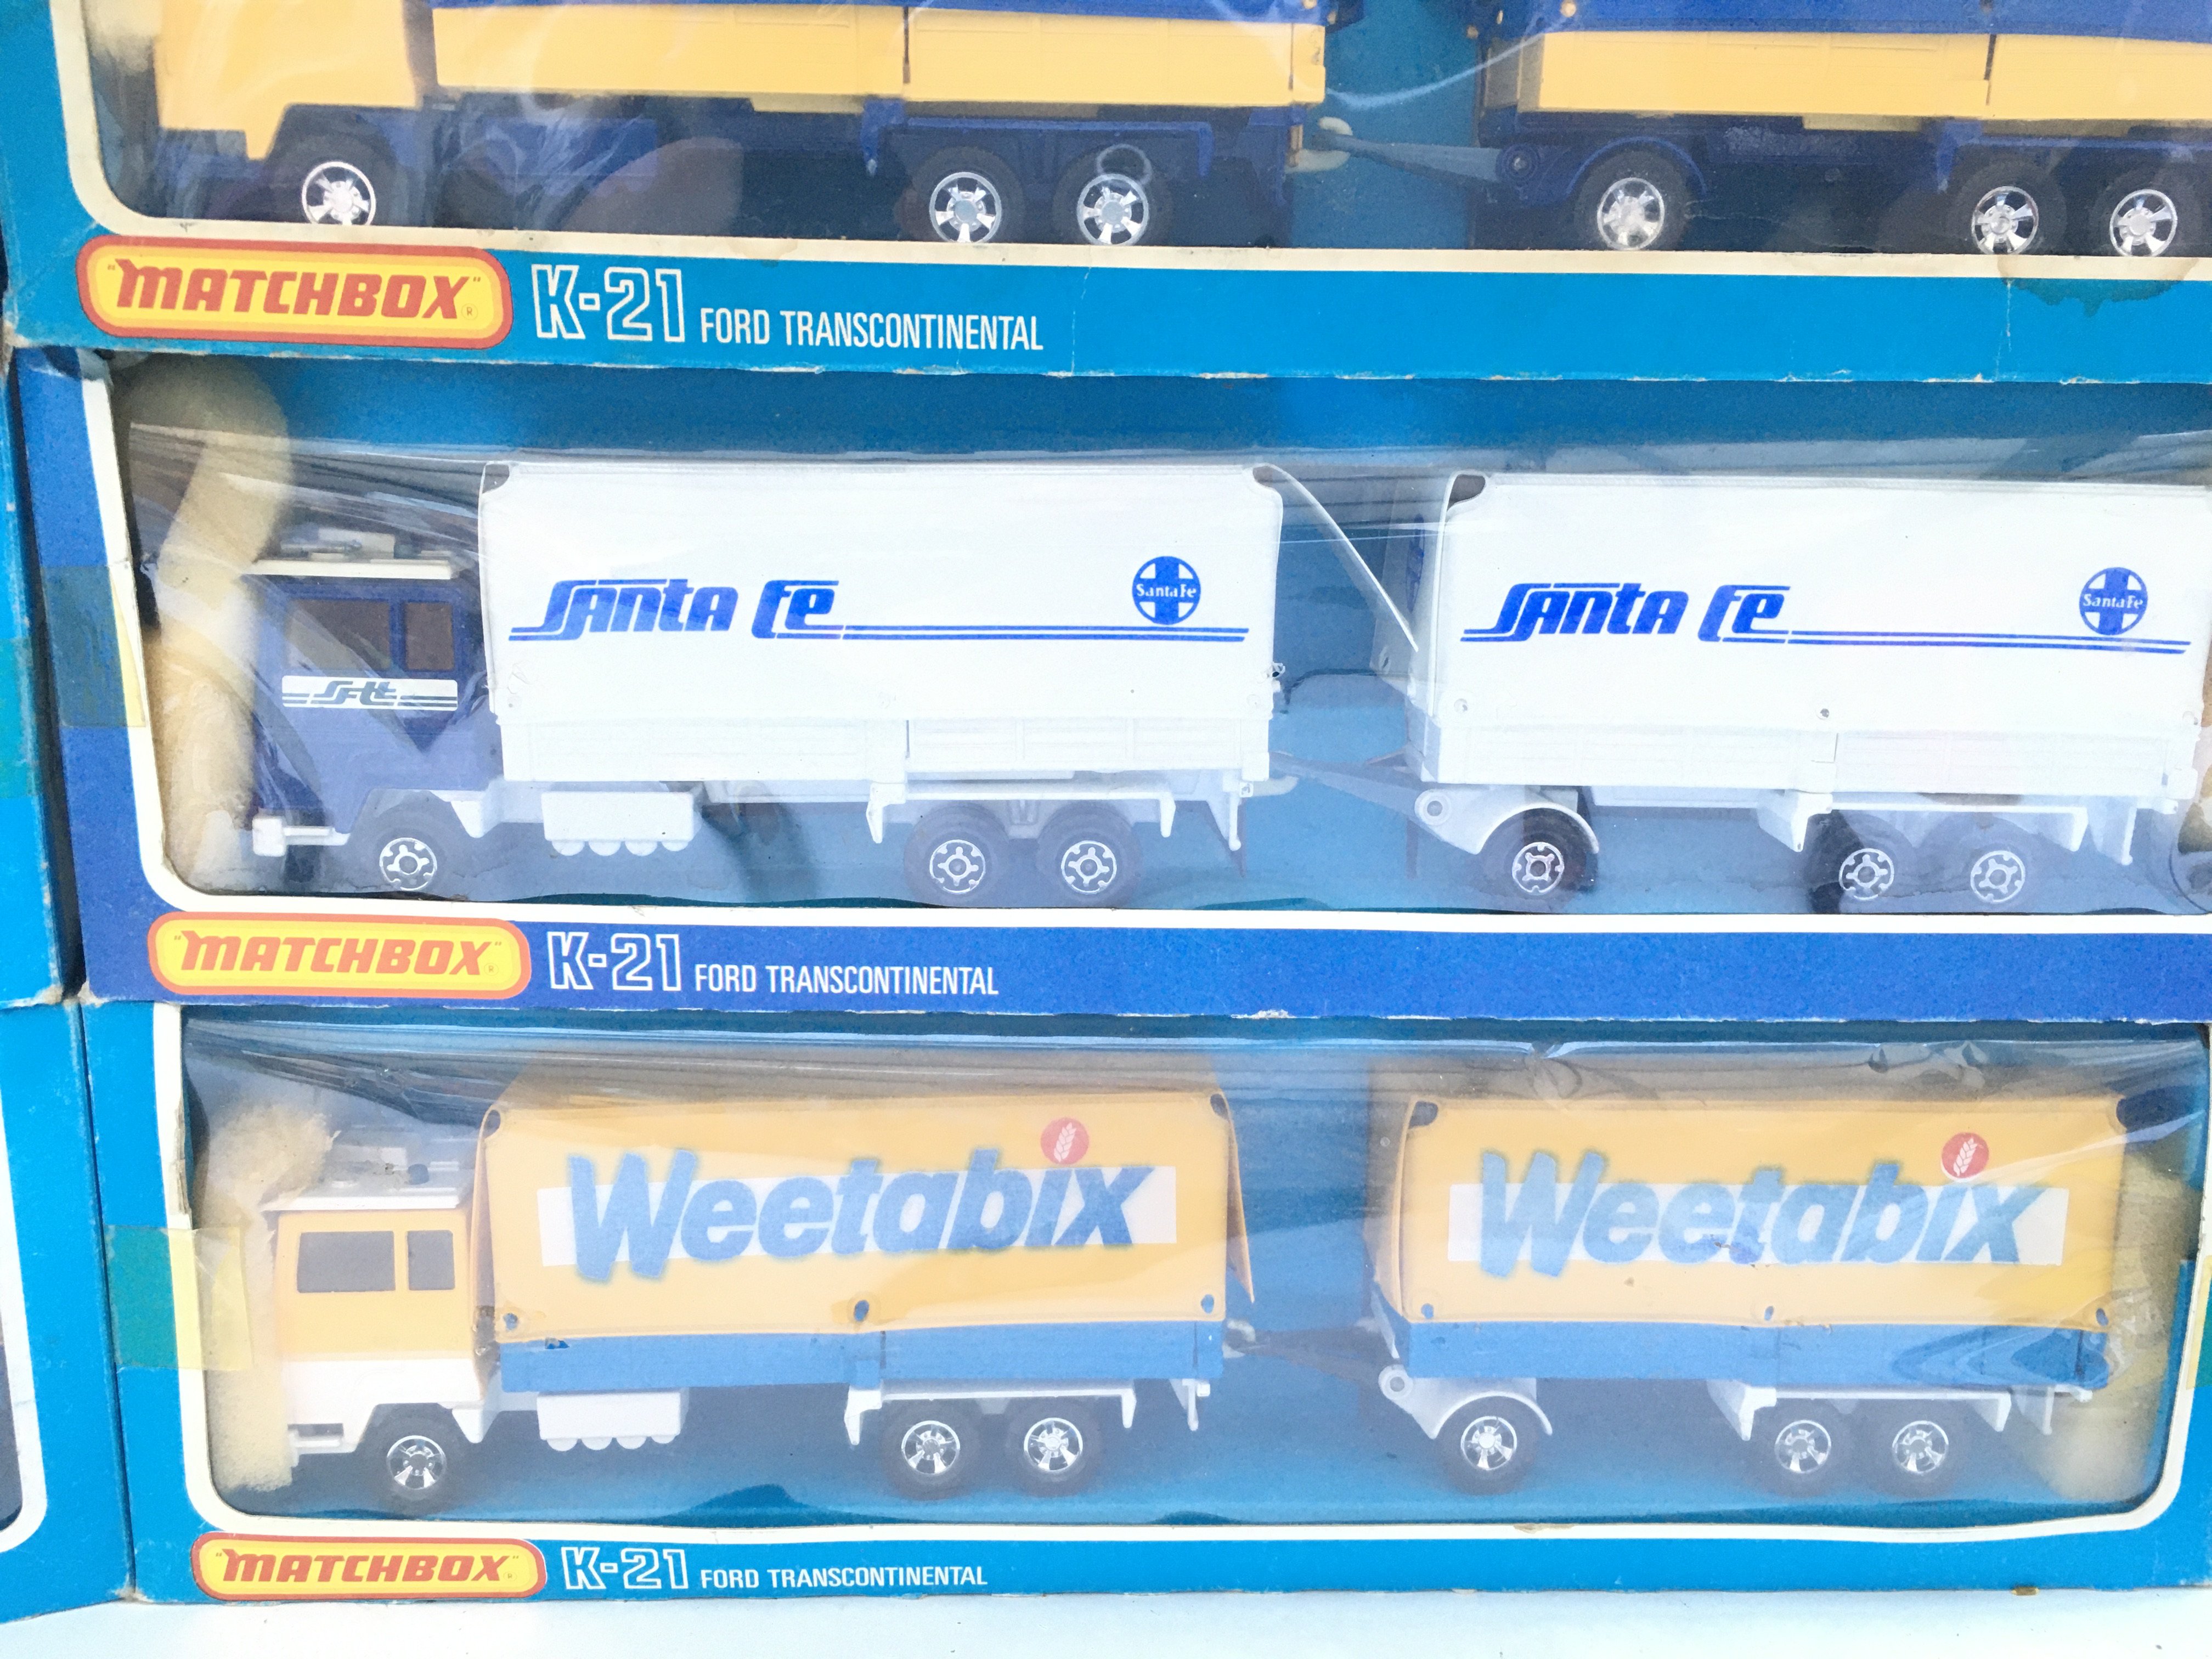 "MATCHBOX" ® K-21 FORD TRANSCONTINENTAL
Santa Fe Santa Fe Santa Fe Santa Fe
SFTT
"MATCHBOX" ® K-21 FORD TRANSCONTINENTAL
Weetabix Weetabix
"MATCHBOX" K-21 FORD TRANSCONTINENTAL